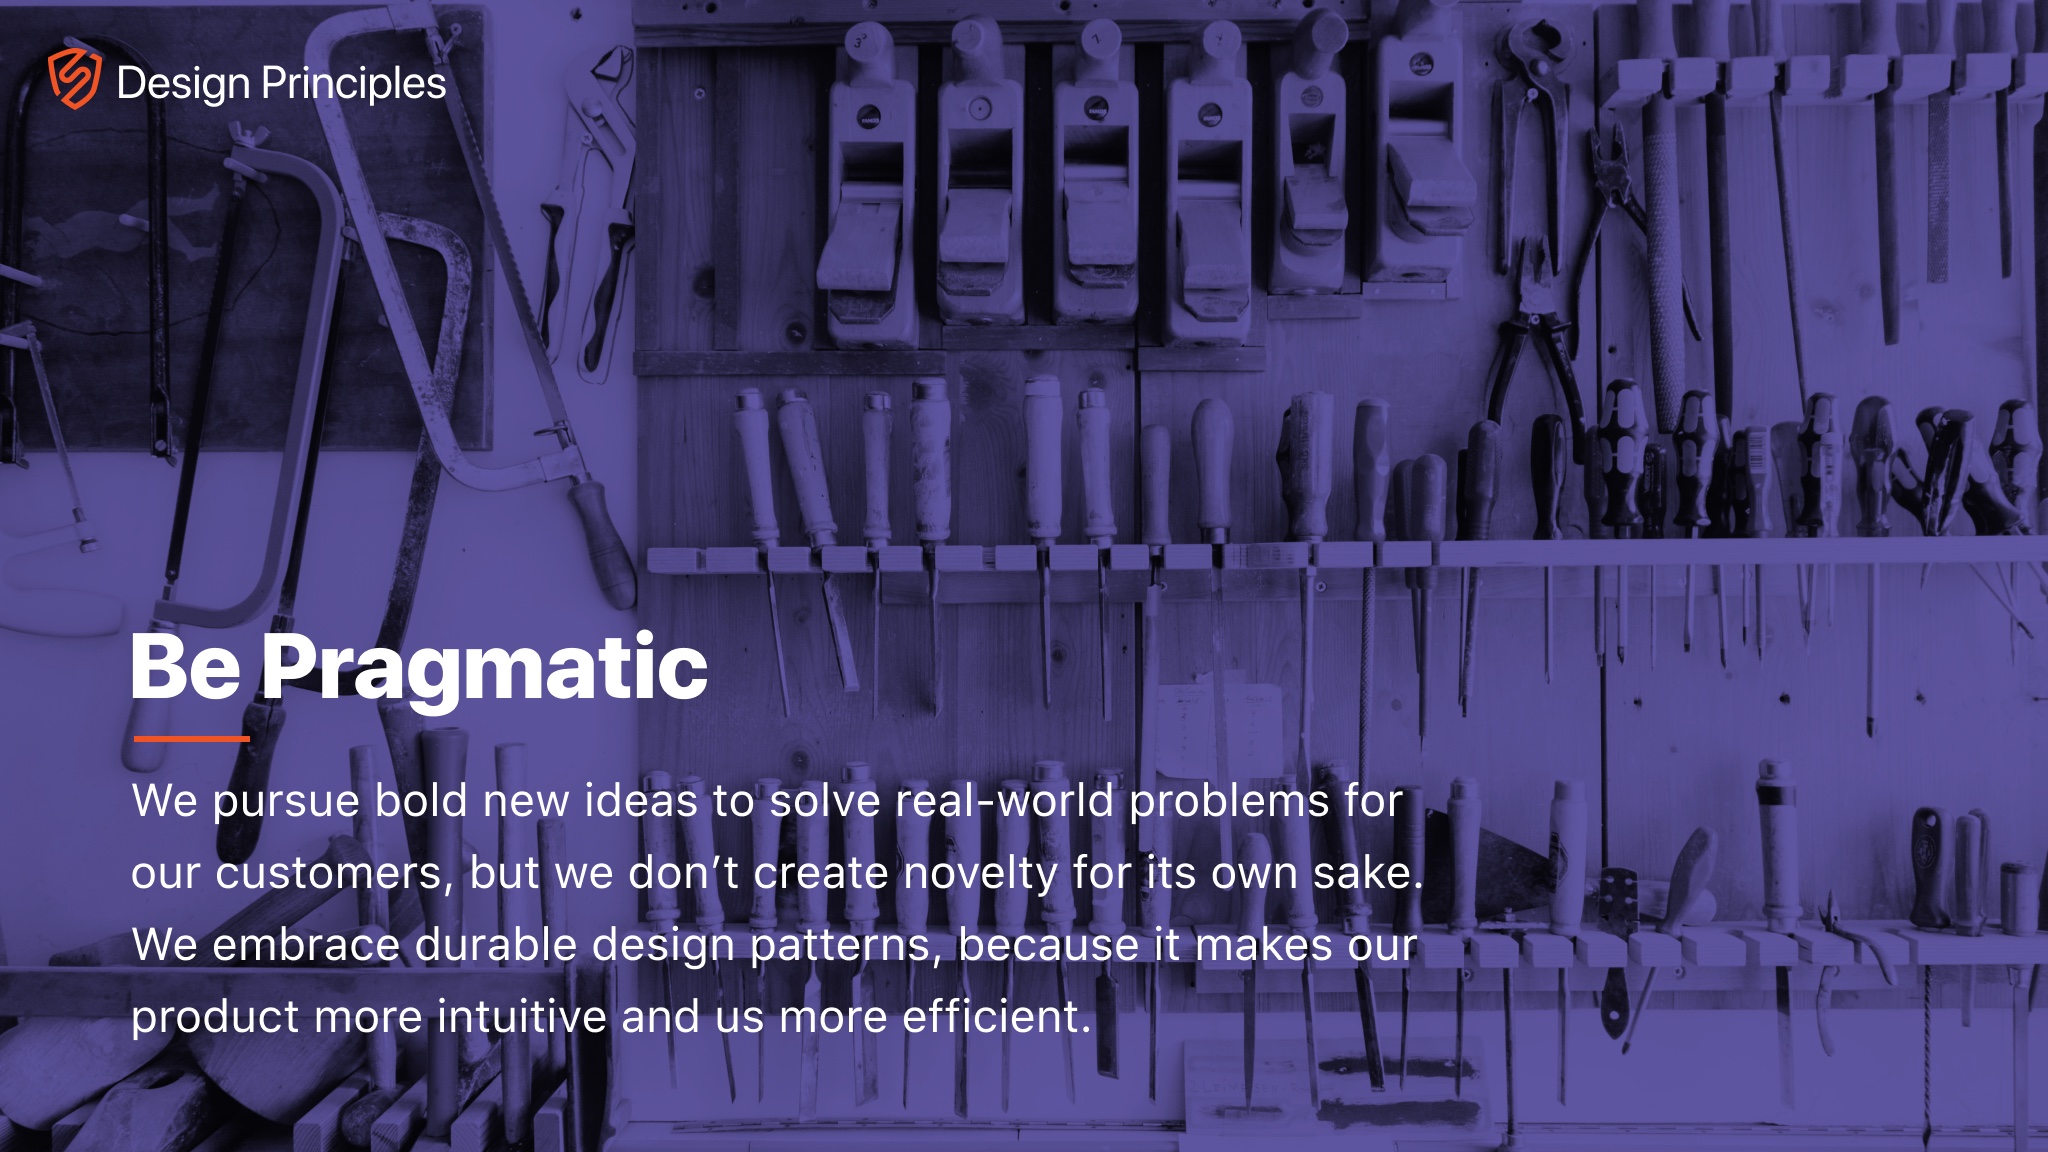 Design Principles
Be Pragmatic
We pursue bold new ideas to solve real-world problems for
our customers, but we don’t create novelty for its own sake.
We embrace durable design patterns, because it makes our
product more intuitive and us more efficient.